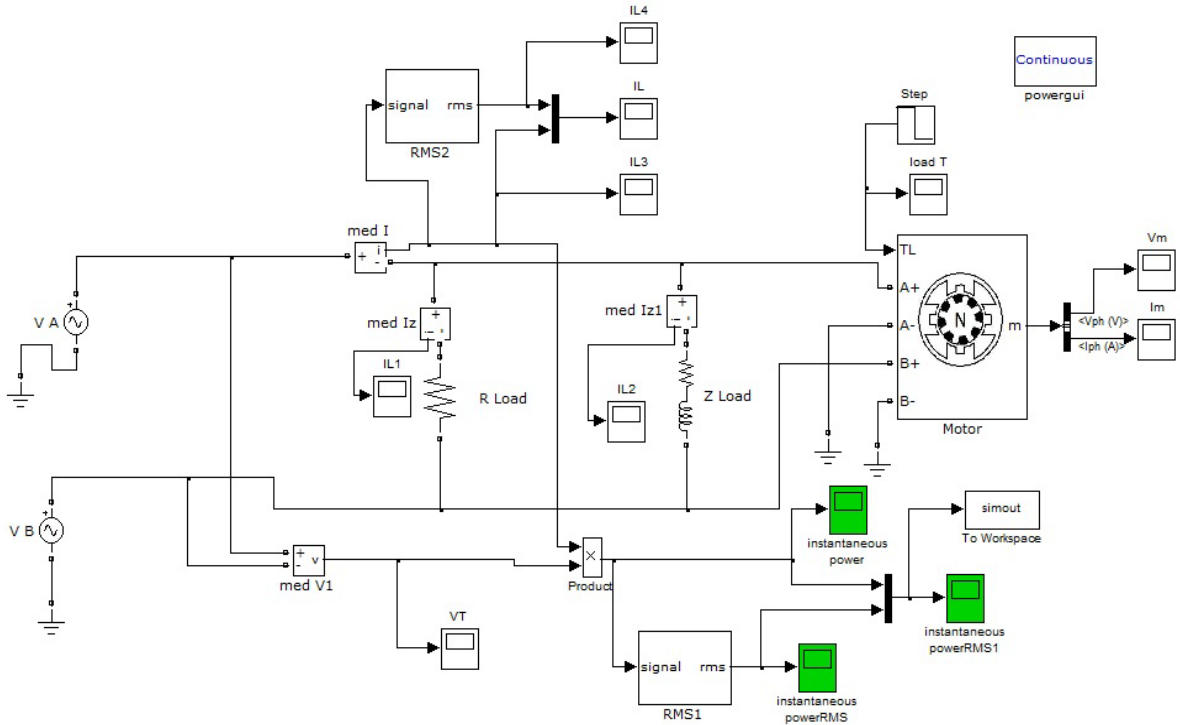 IL4
Continuous
powergui
signal rms
RMS2
IL
Step
IL3
load T
med I
+
i
-
TL
Vm
V A
+
med Iz
+
-
med Iz1
+
-
A+
N
m
<Vph (V)>
Im
<Iph (A)>
A-
IL1
R Load
IL2
Z Load
B+
B-
Motor
V B
+
+
-
v
med V1
X
Product
instantaneous
power
simout
To Workspace
VT
signal rms
RMS1
instantaneous
powerRMS
instantaneous
powerRMS1